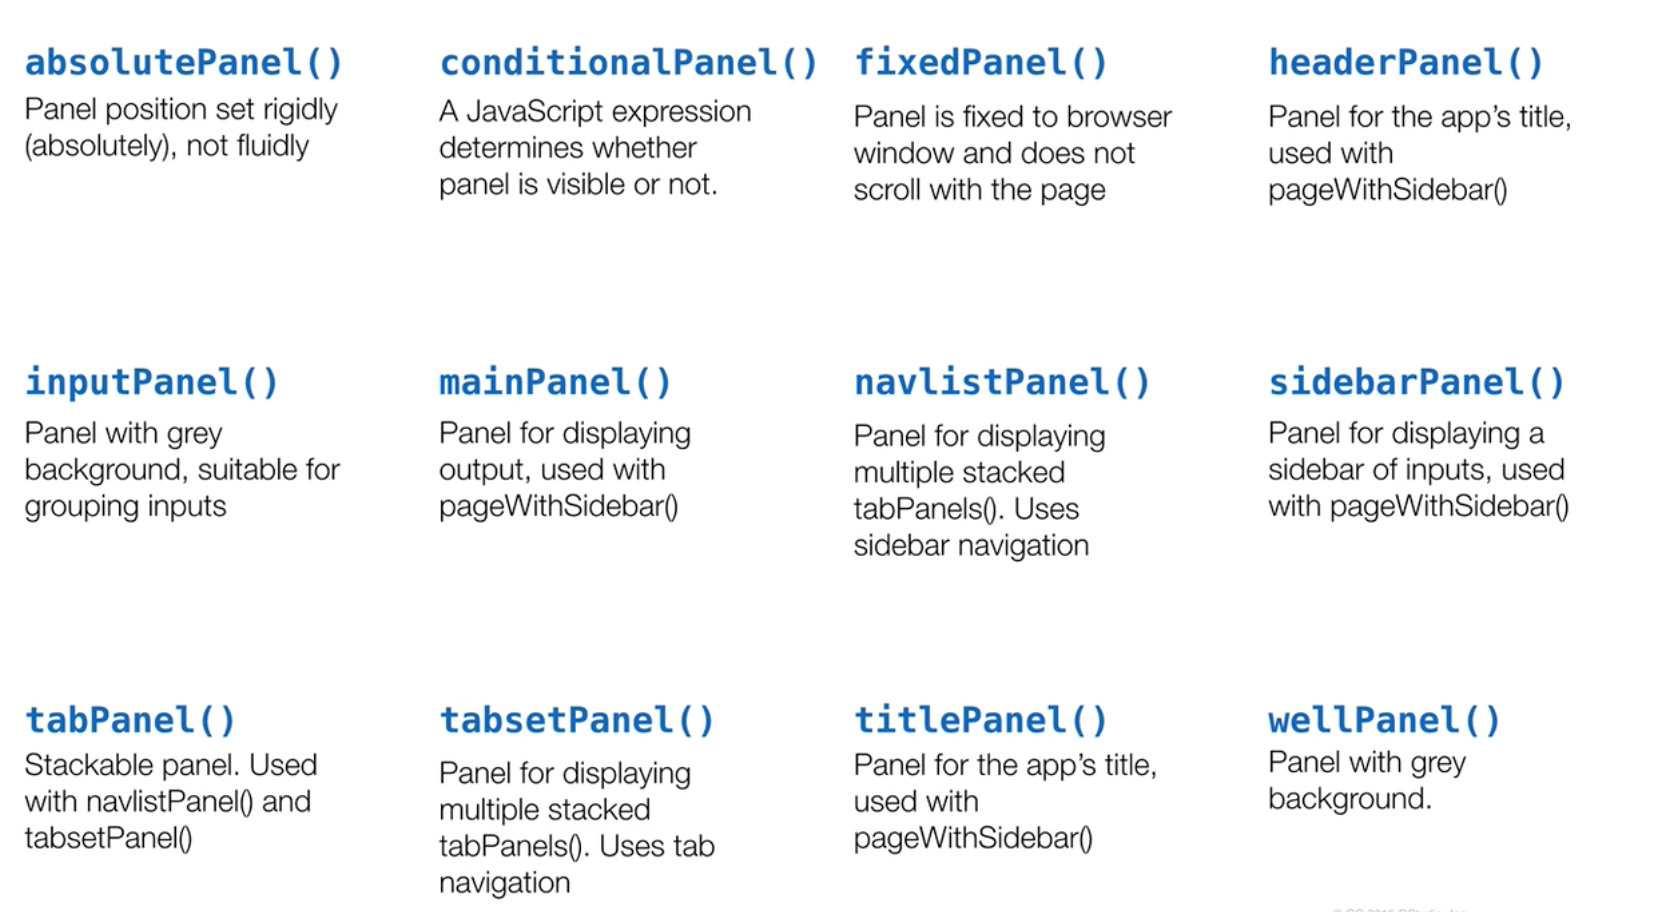 absolutePanel()
Panel position set rigidly
(absolutely), not fluidly
conditionalPanel()
A JavaScript expression
determines whether
panel is visible or not.
fixedPanel()
Panel is fixed to browser
window and does not
scroll with the page
headerPanel()
Panel for the app’s title,
used with
pageWithSidebar()
inputPanel()
Panel with grey
background, suitable for
grouping inputs
mainPanel()
Panel for displaying
output, used with
pageWithSidebar()
navlistPanel()
Panel for displaying
multiple stacked
tabPanels(). Uses
sidebar navigation
sidebarPanel()
Panel for displaying a
sidebar of inputs, used
with pageWithSidebar()
tabPanel()
Stackable panel. Used
with navlistPanel() and
tabsetPanel()
tabsetPanel()
Panel for displaying
multiple stacked
tabPanels(). Uses tab
navigation
titlePanel()
Panel for the app’s title,
used with
pageWithSidebar()
wellPanel()
Panel with grey
background.